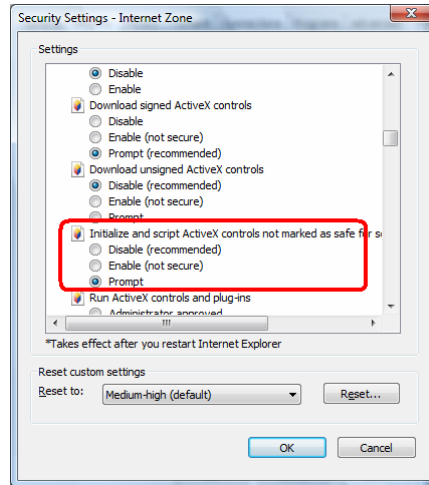 Security Settings - Internet Zone
Settings
Disable
Enable
Download signed ActiveX controls
Disable
Enable (not secure)
Prompt (recommended)
Download unsigned ActiveX controls
Disable (recommended)
Enable (not secure)
Prompt
Initialize and script ActiveX controls not marked as safe for s
Disable (recommended)
Enable (not secure)
Prompt
Run ActiveX controls and plug-ins
Administrator approved
*Takes effect after you restart Internet Explorer
Reset custom settings
Reset to: Medium-high (default) Reset...
OK Cancel